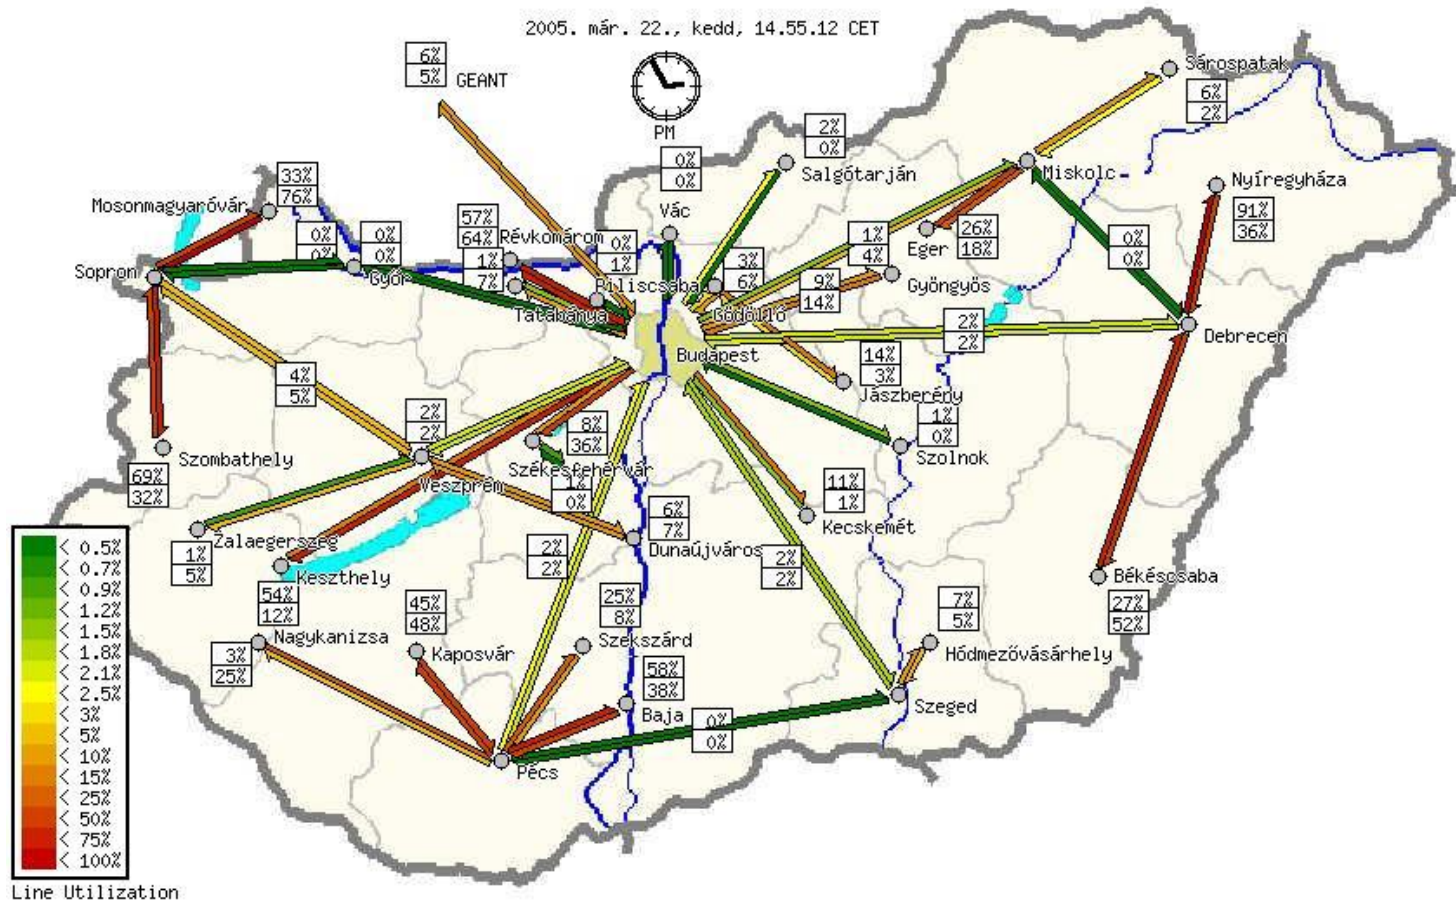 2005. már. 22., kedd, 14.55.12 CET
6%
5%
GEANT
PM
Sárospatak
6%
2%
2%
0%
Salgótarján
0%
0%
Vác
Miskolc
Nyíregyháza
91%
36%
33%
76%
Mosonmagyaróvár
57%
64%
Révkomárom
0%
0%
0%
0%
0%
1%
1%
4%
Eger
26%
18%
0%
0%
Sopron
Győr
1%
7%
Piliscsaba
3%
6%
9%
14%
Gyöngyös
Tatabánya
Gödöllő
2%
2%
Debrecen
Budapest
14%
3%
Jászberény
4%
5%
2%
2%
8%
36%
1%
0%
Szolnok
Szombathely
69%
32%
Székesfehérvár
1%
0%
Veszprém
11%
1%
Kecskemét
6%
7%
Dunaújváros
Zalaegerszeg
1%
5%
2%
2%
2%
2%
Keszthely
54%
12%
Békéscsaba
27%
52%
45%
48%
25%
8%
7%
5%
Nagykanizsa
3%
25%
Kaposvár
Szekszárd
Hódmezővásárhely
58%
38%
Baja
Szeged
0%
0%
Pécs
< 0.5%
< 0.7%
< 0.9%
< 1.2%
< 1.5%
< 1.8%
< 2.1%
< 2.5%
< 3%
< 5%
< 10%
< 15%
< 25%
< 50%
< 75%
< 100%
Line Utilization